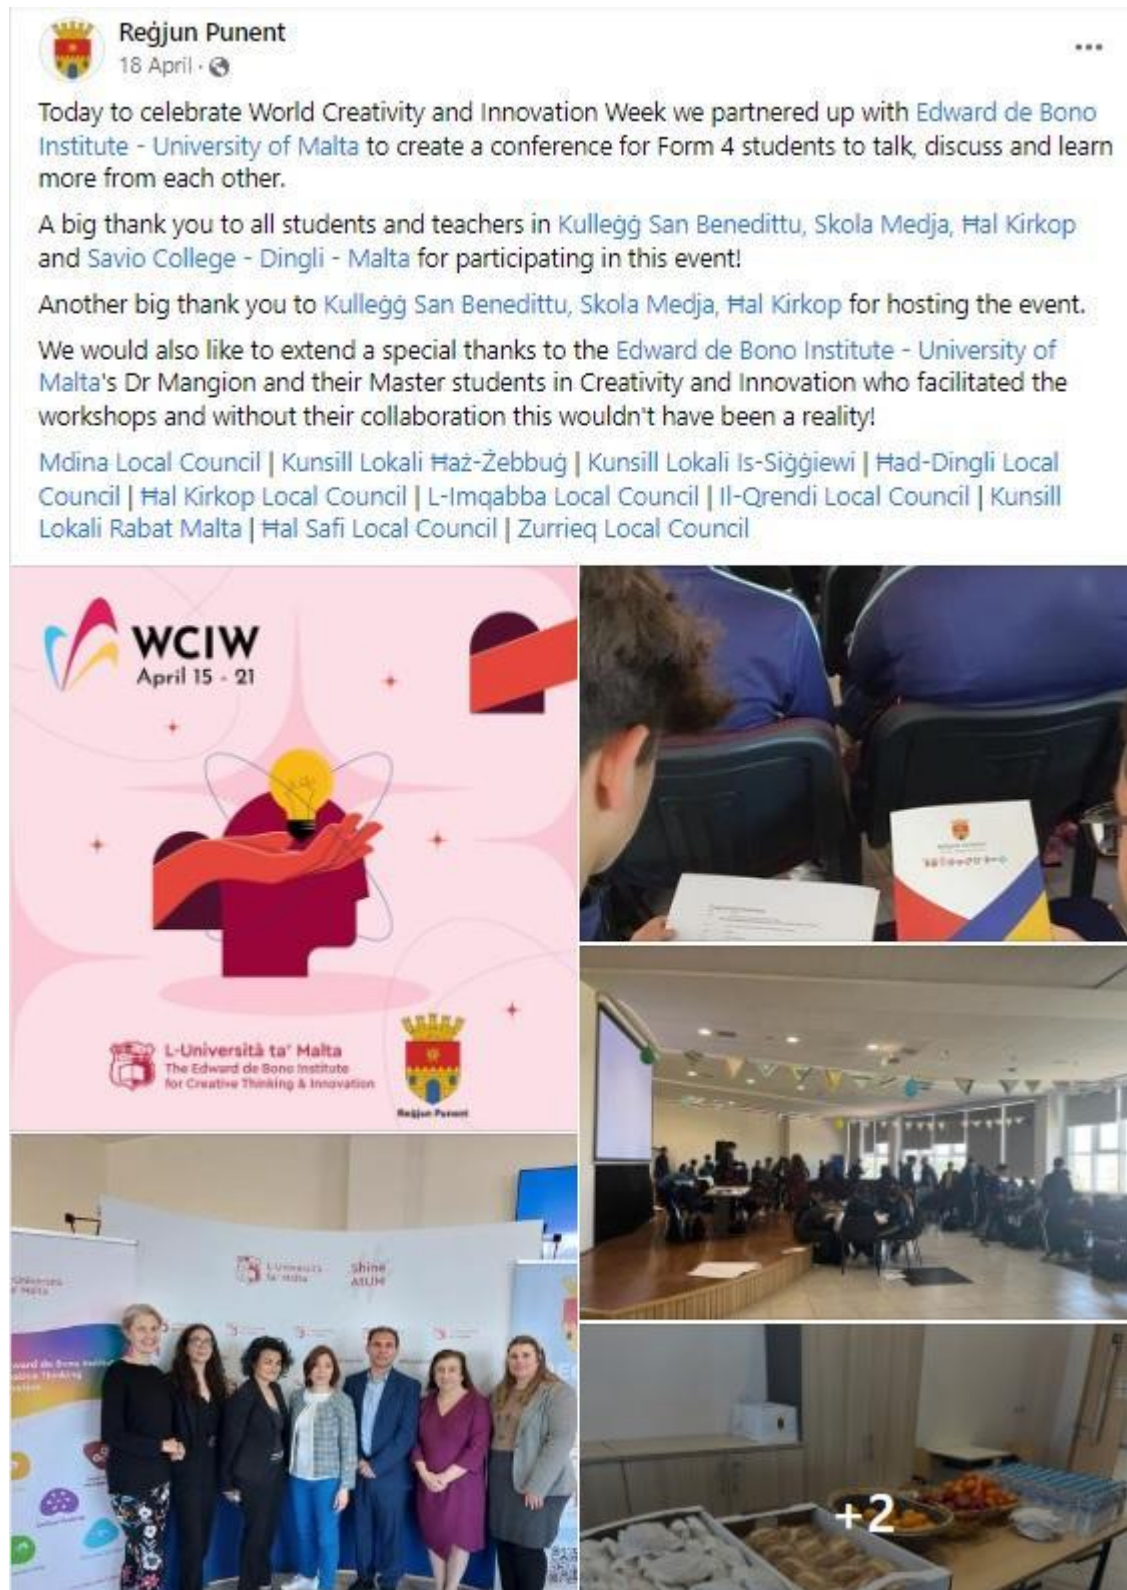 Reġjun Punent
18 April ·
Today to celebrate World Creativity and Innovation Week we partnered up with Edward de Bono
Institute - University of Malta to create a conference for Form 4 students to talk, discuss and learn
more from each other.
A big thank you to all students and teachers in Kulleġġ San Benedittu, Skola Medja, Ħal Kirkop
and Savio College - Dingli - Malta for participating in this event!
Another big thank you to Kulleġġ San Benedittu, Skola Medja, Ħal Kirkop for hosting the event.
We would also like to extend a special thanks to the Edward de Bono Institute - University of
Malta's Dr Mangion and their Master students in Creativity and Innovation who facilitated the
workshops and without their collaboration this wouldn't have been a reality!
Mdina Local Council | Kunsill Lokali Ħaż-Żebbuġ | Kunsill Lokali Is-Siġġiewi | Ħad-Dingli Local
Council | Ħal Kirkop Local Council | L-Imqabba Local Council | Il-Qrendi Local Council | Kunsill
Lokali Rabat Malta | Ħal Safi Local Council | Zurrieq Local Council
WCIW
April 15 - 21
L-Università ta' Malta
The Edward de Bono Institute
for Creative Thinking & Innovation
Reġjun Punent
L-Università
ta' Malta
Shine
AtUM
+2